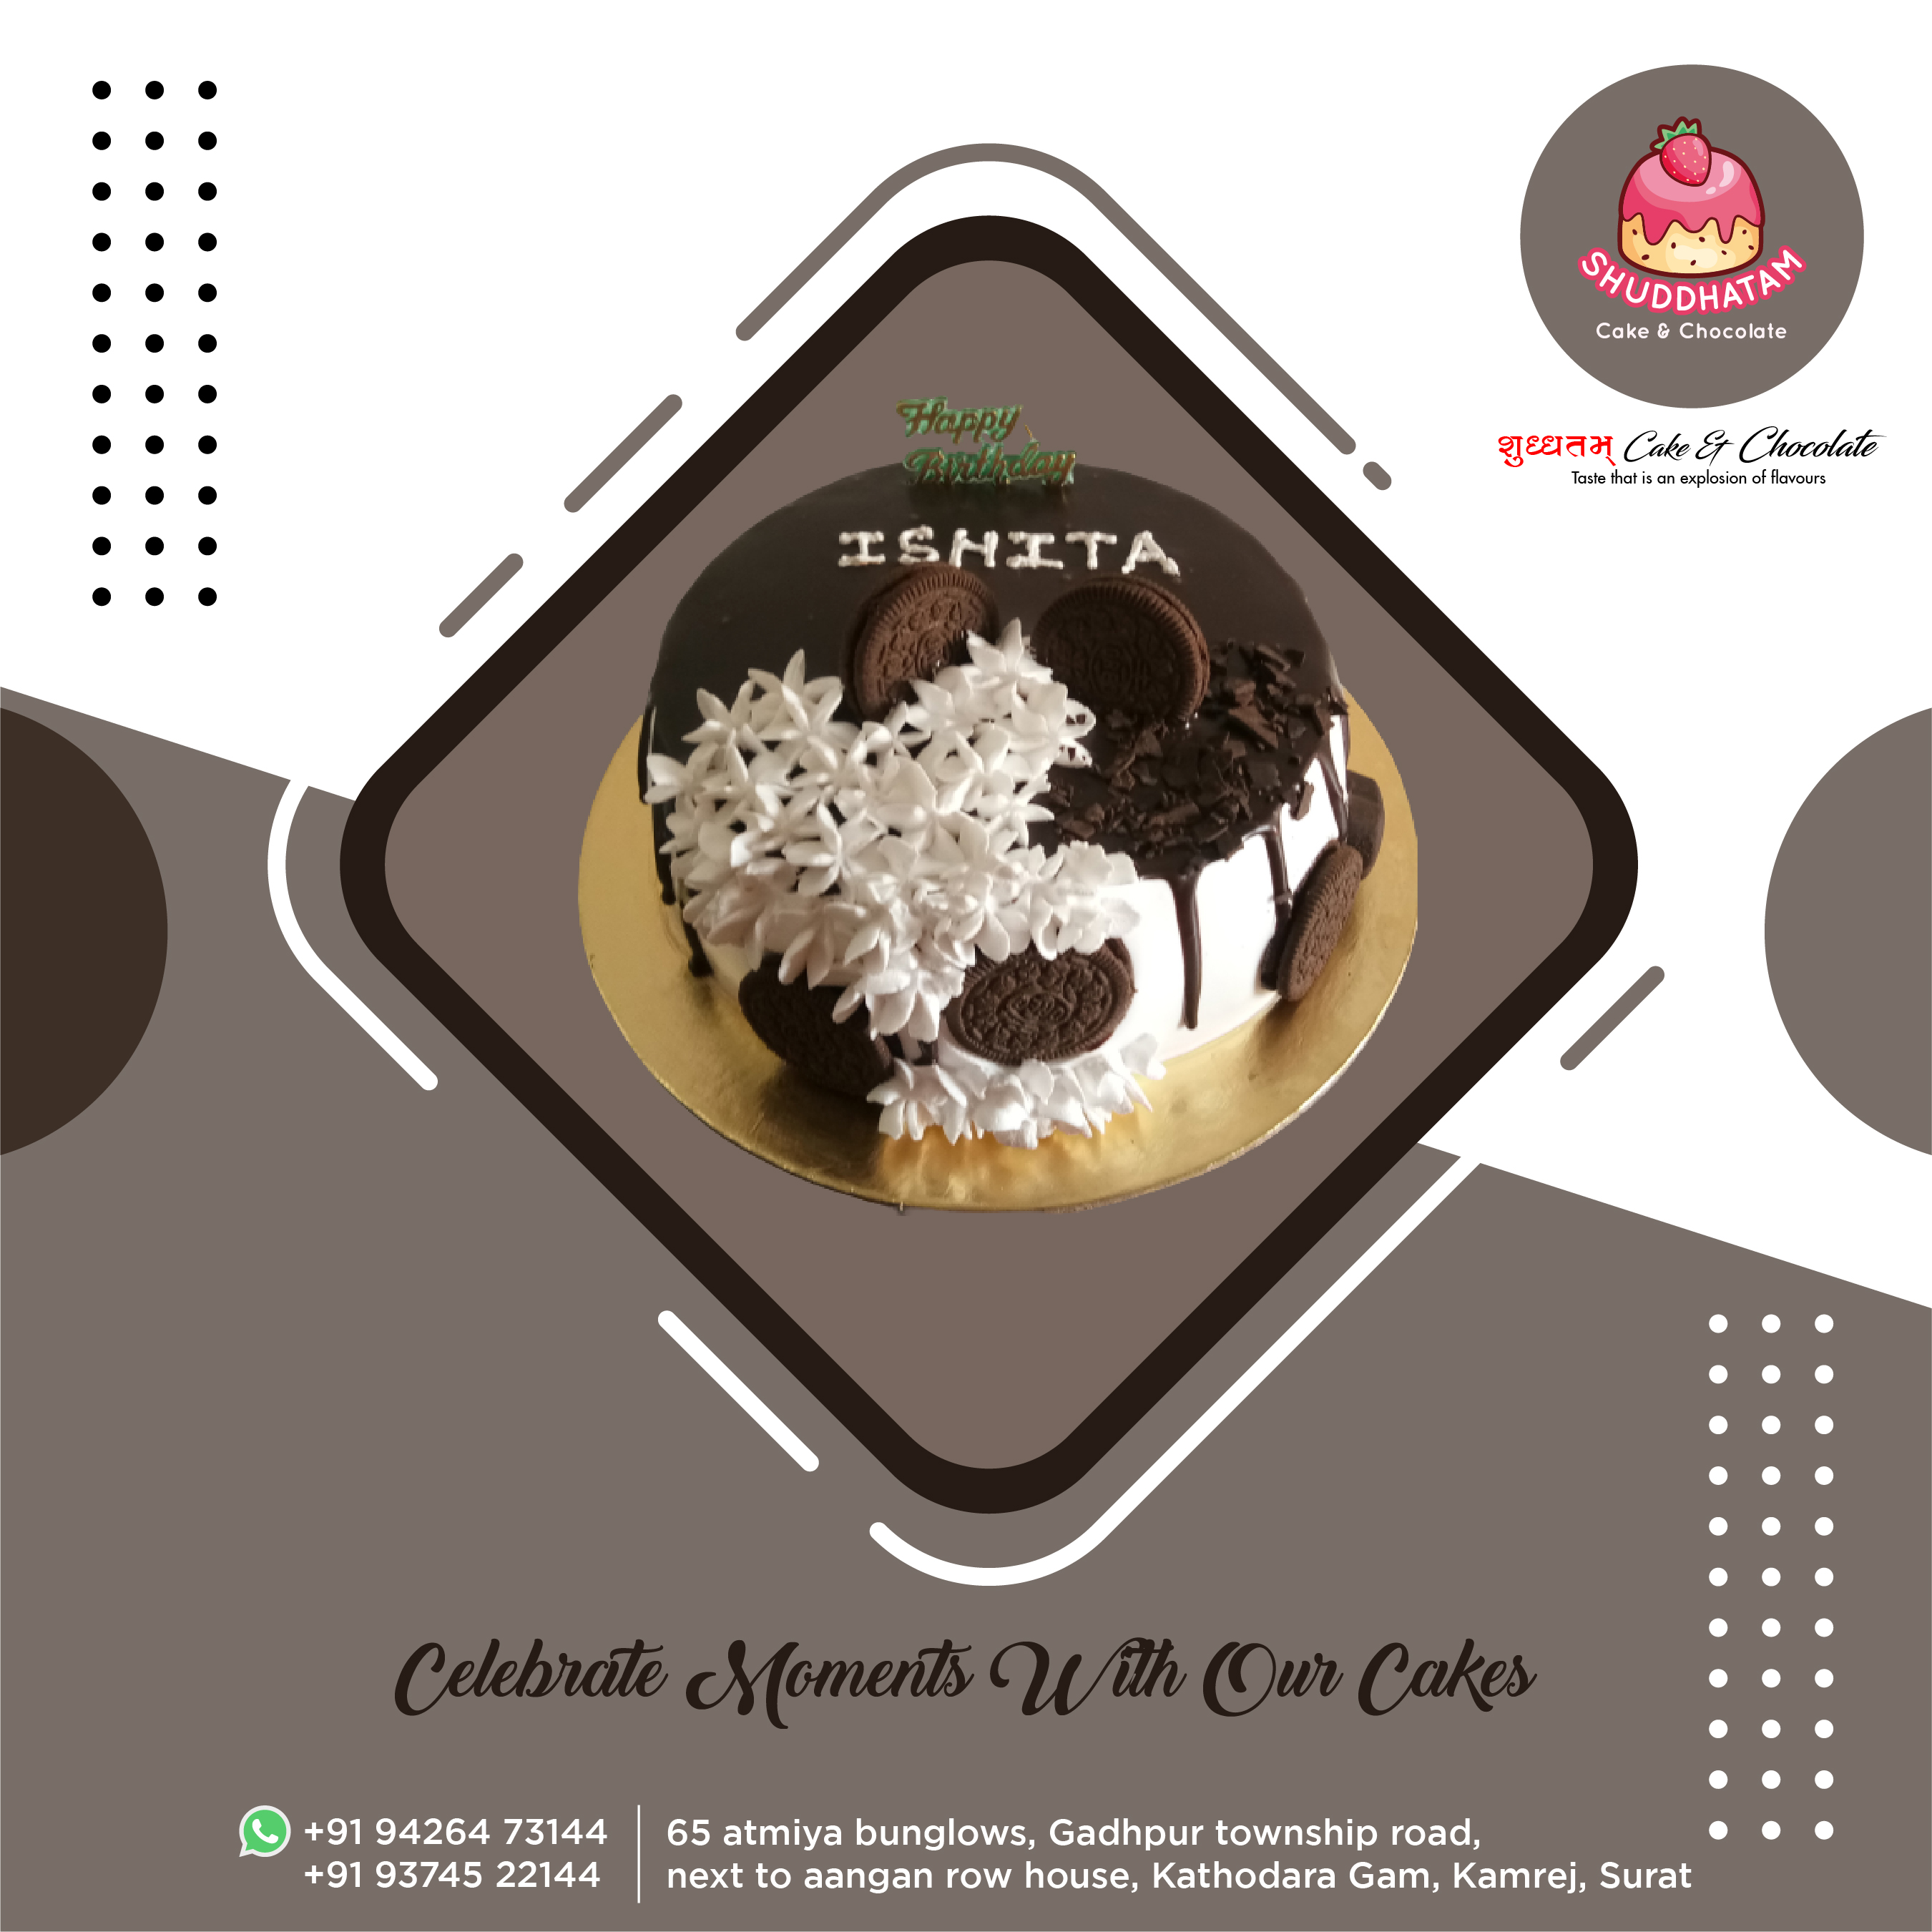 SHUDDHATAM
Cake & Chocolate
शुध्धतम् Cake & Chocolate
Taste that is an explosion of flavours
Happy
Birthday
ISHITA
Celebrate Moments With Our Cakes
+91 94264 73144
+91 93745 22144
65 atmiya bunglows, Gadhpur township road,
next to aangan row house, Kathodara Gam, Kamrej, Surat